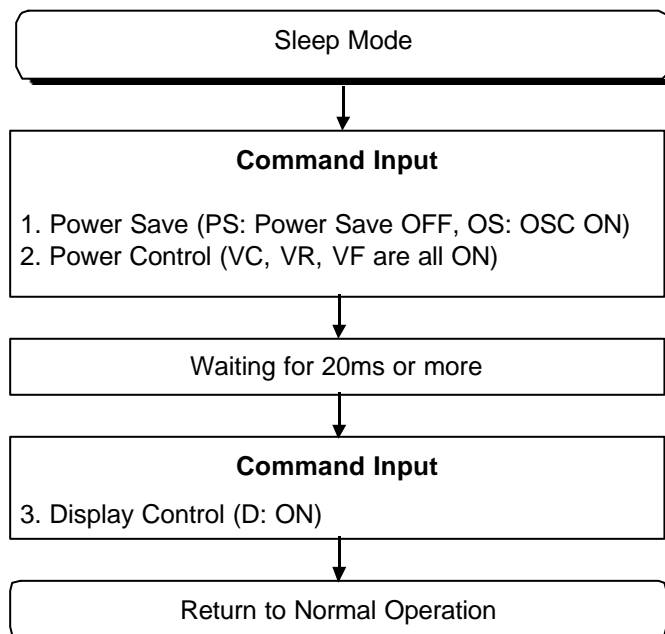 Sleep Mode
Command Input
1. Power Save (PS: Power Save OFF, OS: OSC ON)
2. Power Control (VC, VR, VF are all ON)
Waiting for 20ms or more
Command Input
3. Display Control (D: ON)
Return to Normal Operation